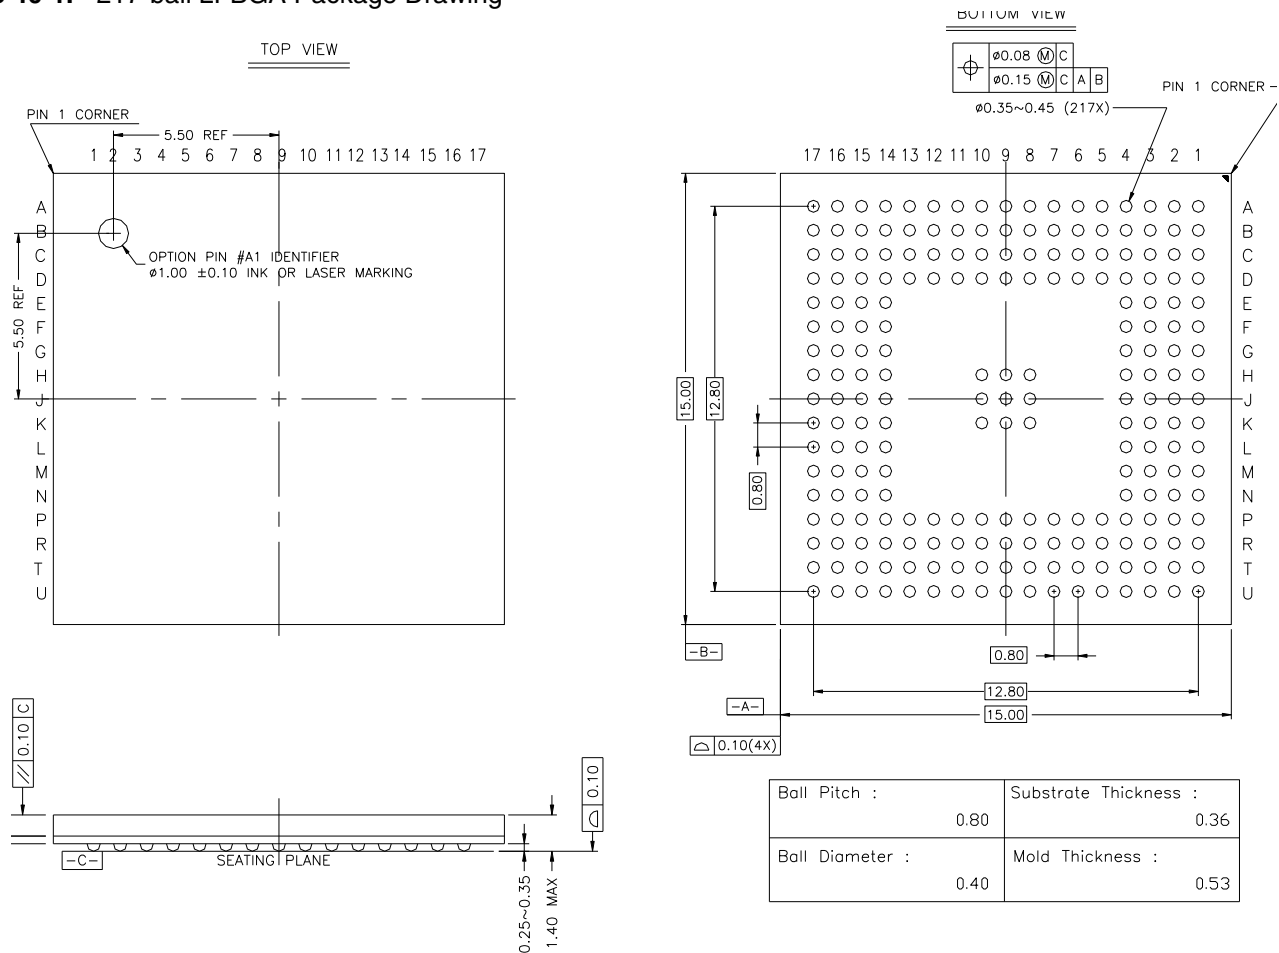 217-ball LFBGA Package Drawing
TOP VIEW
PIN 1 CORNER
5.50 REF
1 2 3 4 5 6 7 8 9 10 11 12 13 14 15 16 17
A
B
C
D
E
F
G
H
J
K
L
M
N
P
R
T
U
5.50 REF
OPTION PIN #A1 IDENTIFIER
ø1.00 ±0.10 INK OR LASER MARKING
BOTTOM VIEW
ø0.08 Ⓜ C
ø0.15 Ⓜ C A B
ø0.35~0.45 (217X)
PIN 1 CORNER
17 16 15 14 13 12 11 10 9 8 7 6 5 4 3 2 1
A
B
C
D
E
F
G
H
J
K
L
M
N
P
R
T
U
15.00
12.80
0.80
-B-
0.80
12.80
-A-
15.00
0.10(4X)
// 0.10 C
-C-
SEATING PLANE
0.25~0.35
1.40 MAX
0.10
Ball Pitch :
0.80
Substrate Thickness :
0.36
Ball Diameter :
0.40
Mold Thickness :
0.53